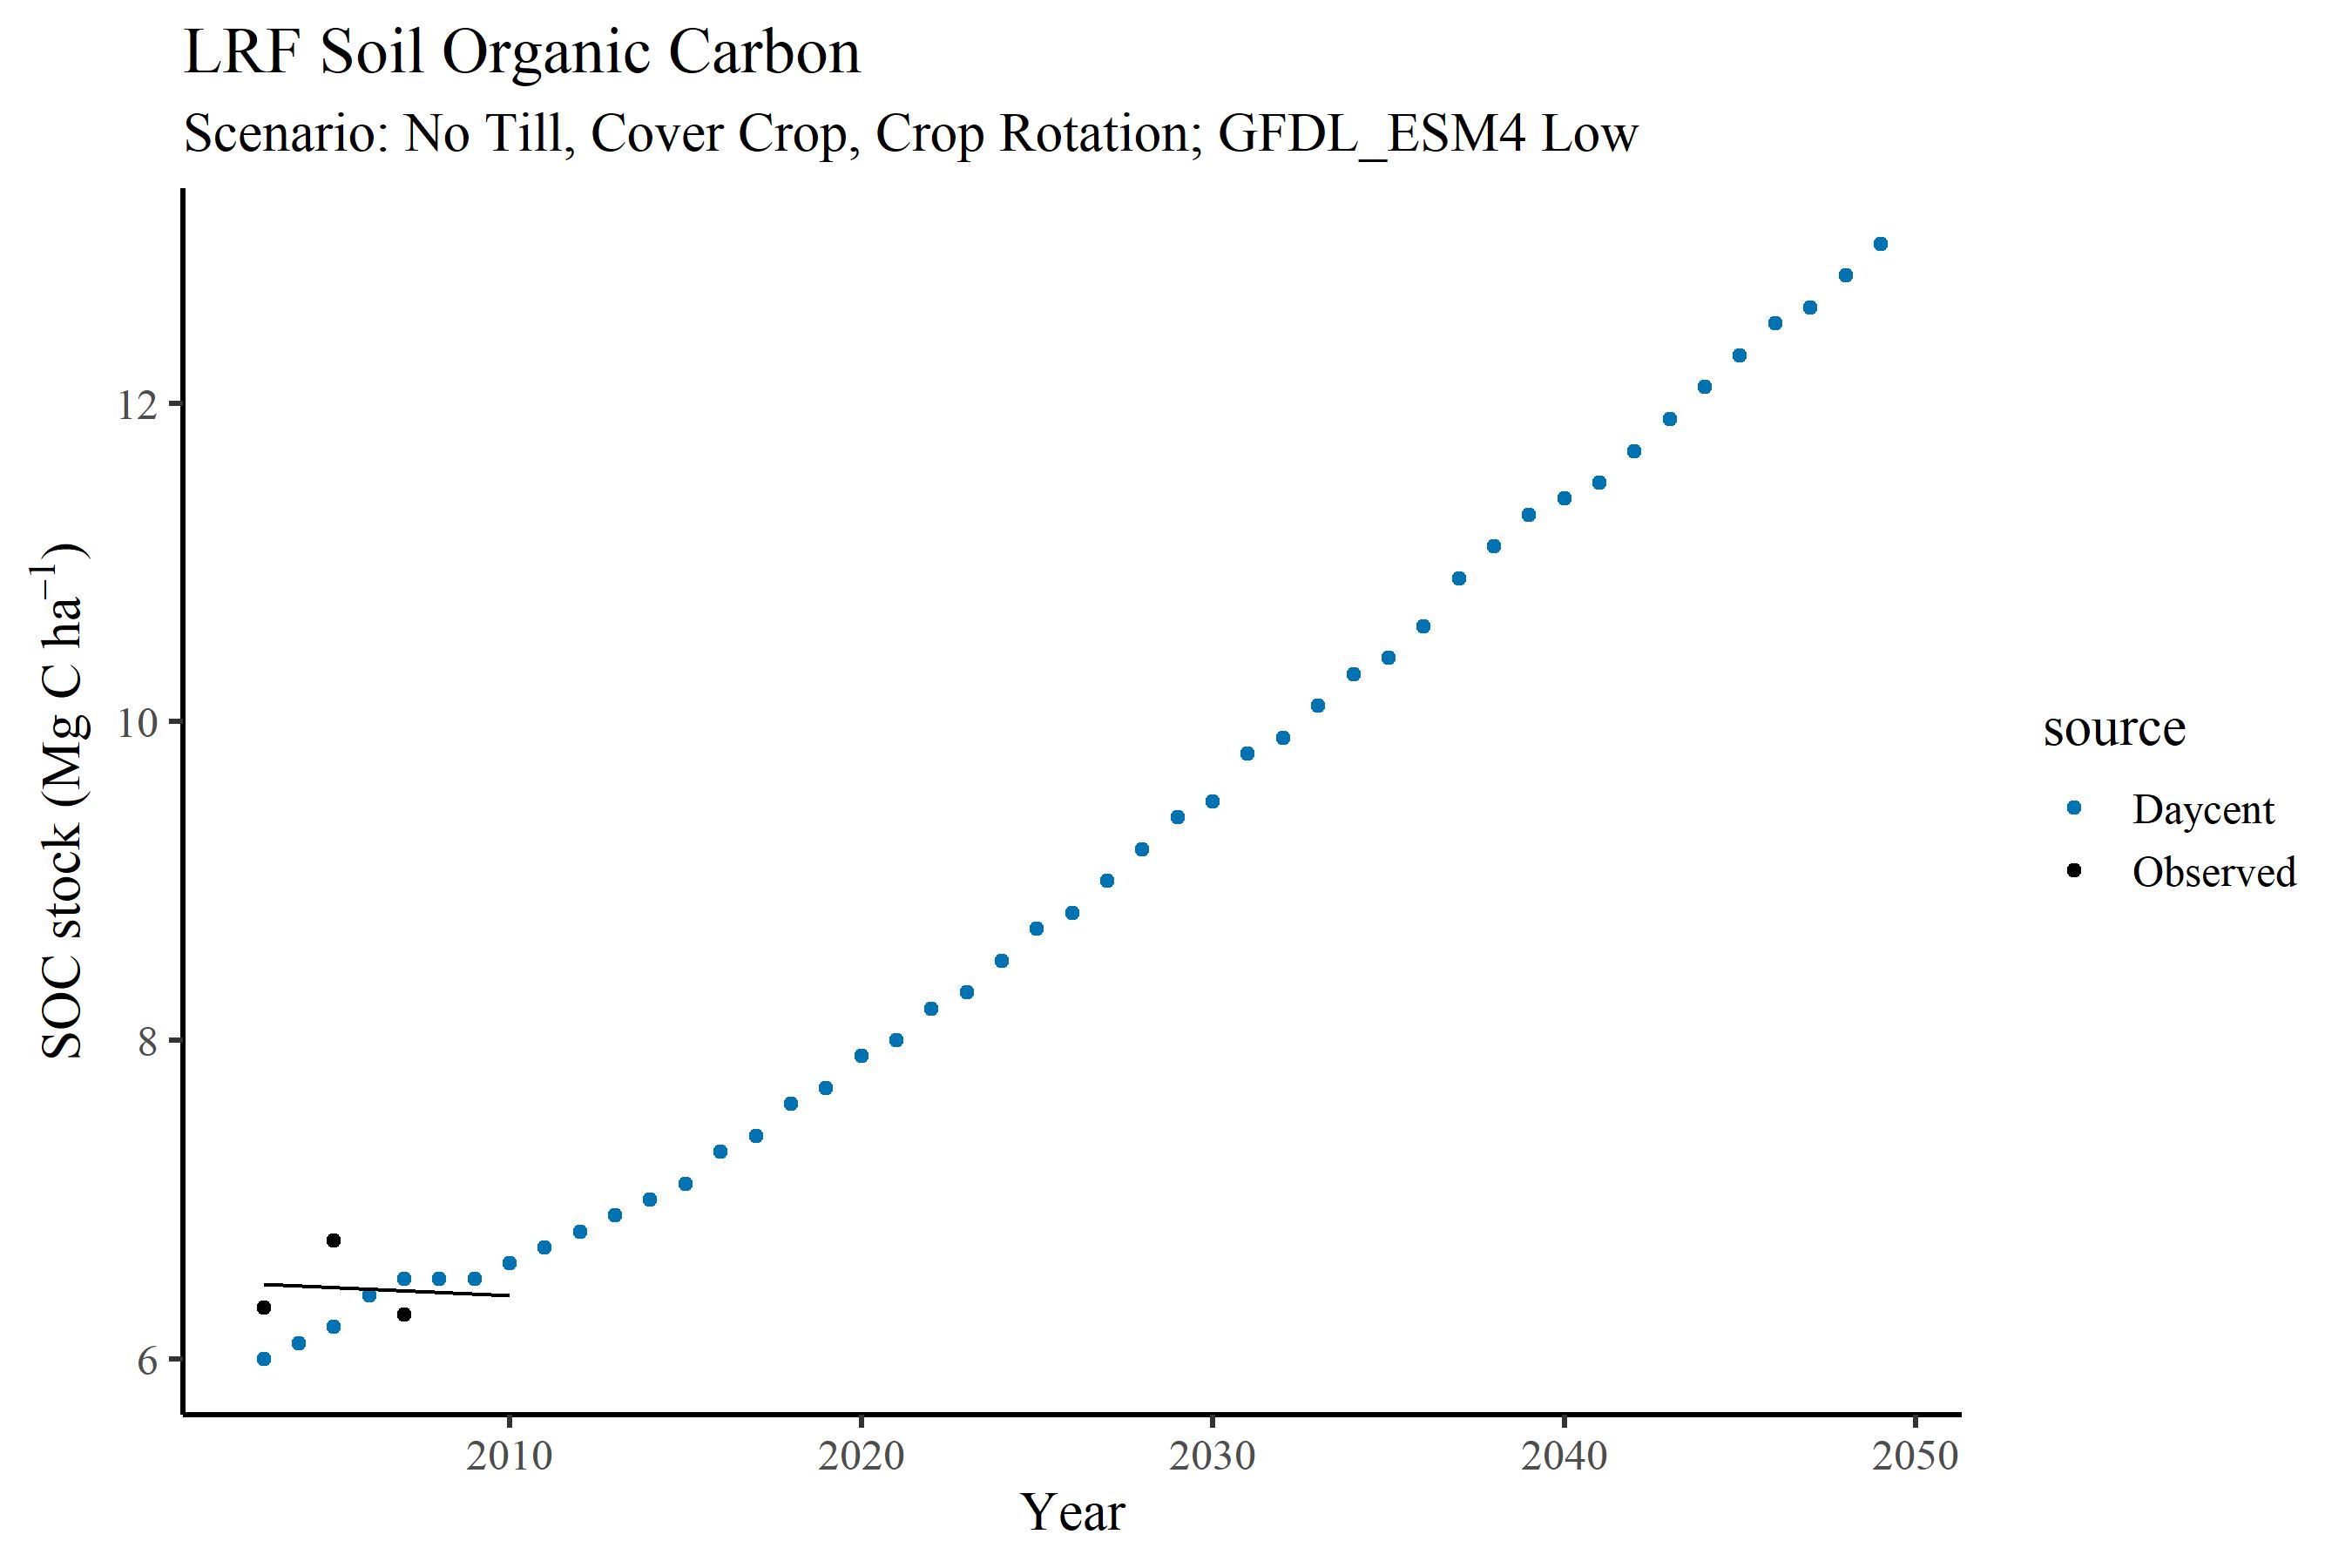 LRF Soil Organic Carbon
Scenario: No Till, Cover Crop, Crop Rotation; GFDL_ESM4 Low
SOC stock (Mg C ha⁻¹)
12
10
8
6
2010 2020 2030 2040 2050
Year
source
Daycent
Observed